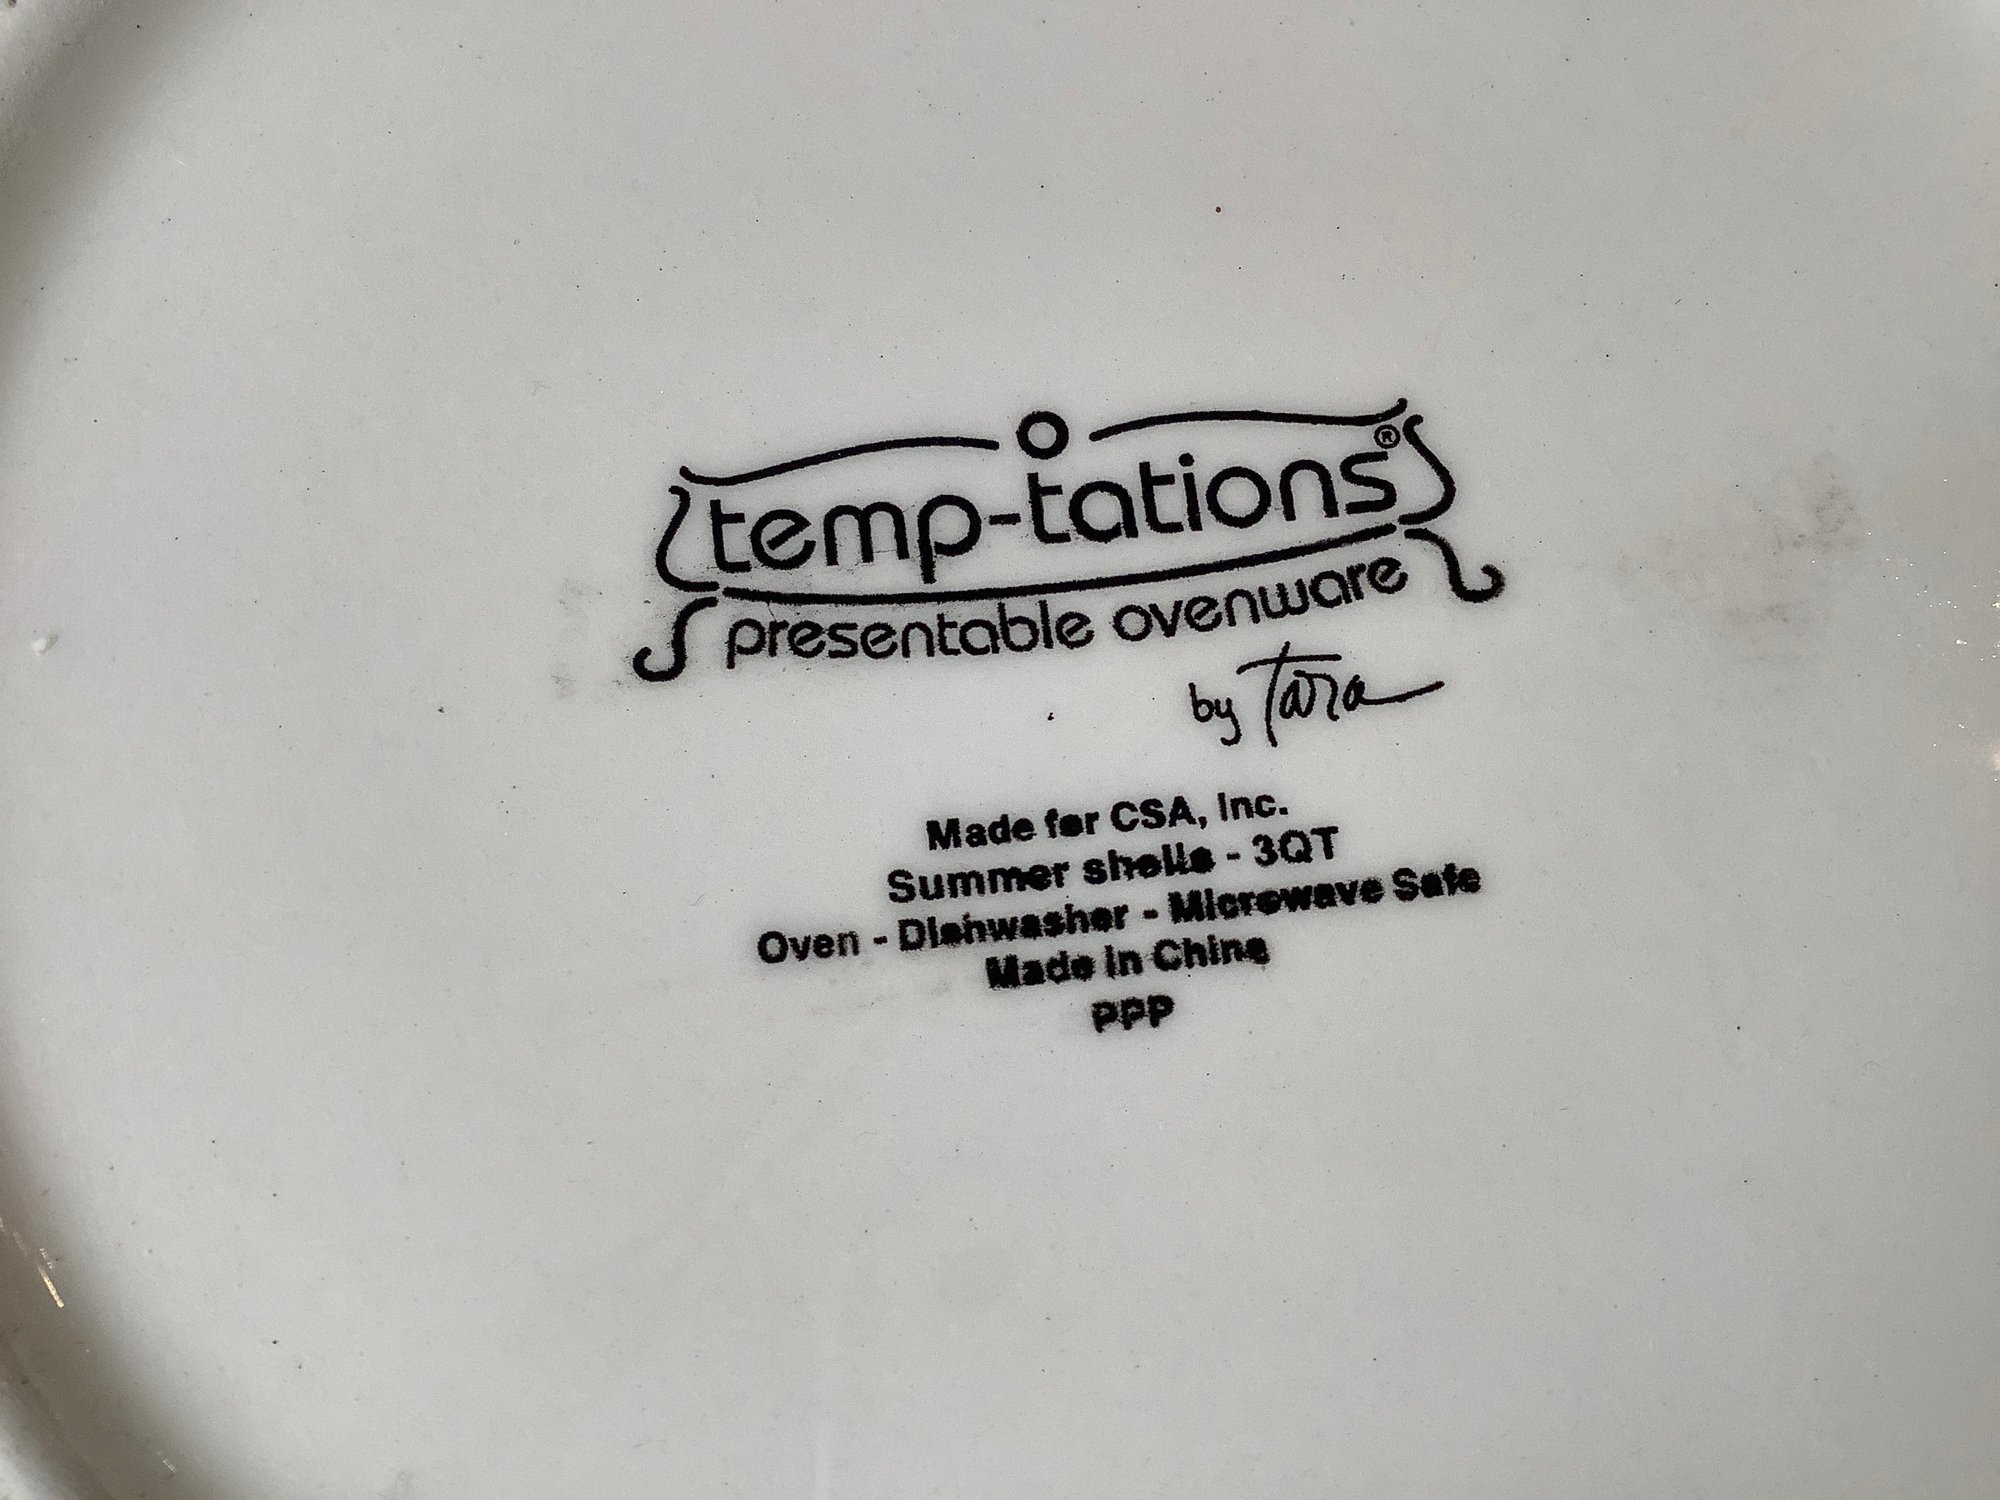 temp-tations®
presentable ovenware
by Tara
Made for CSA, Inc.
Summer shells - 3QT
Oven - Dishwasher - Microwave Safe
Made in China
PPP